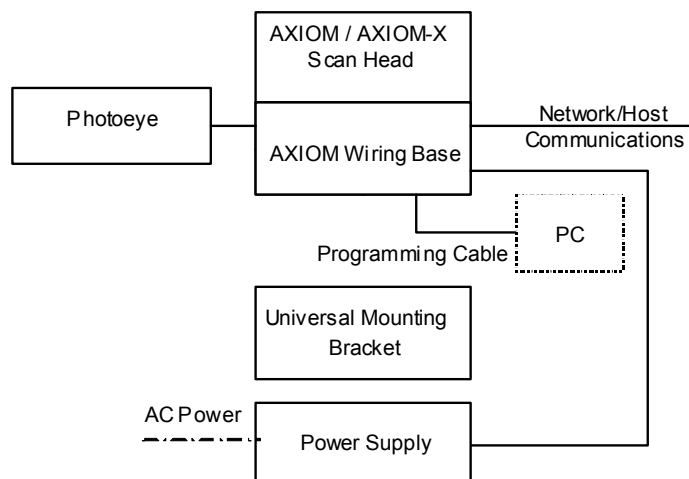 AXIOM / AXIOM-X
Scan Head
Photoeye
AXIOM Wiring Base
Network/Host
Communications
PC
Programming Cable
Universal Mounting
Bracket
AC Power
Power Supply